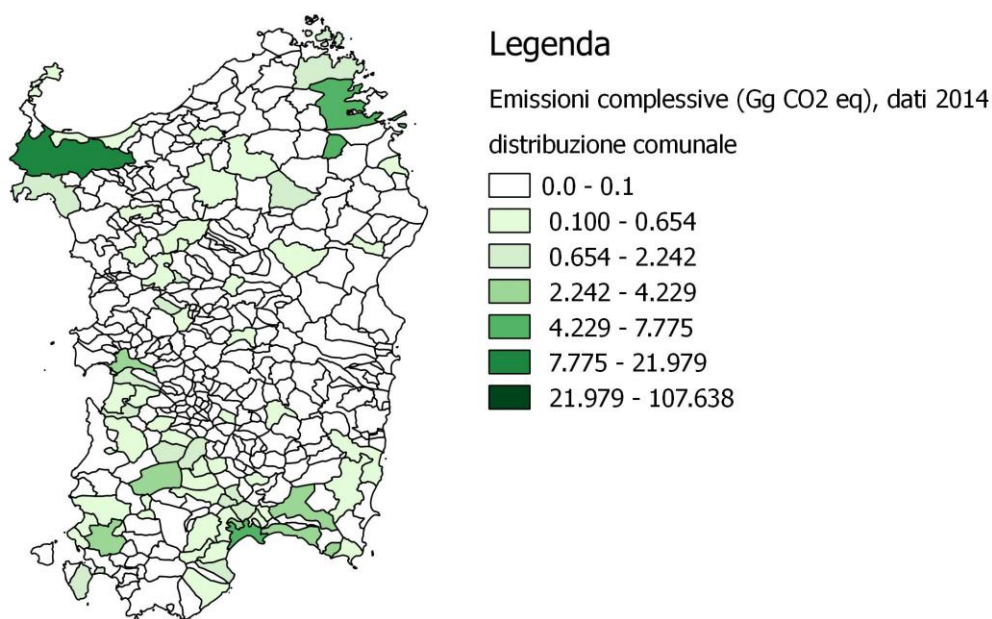 Legenda
Emissioni complessive (Gg CO2 eq), dati 2014
distribuzione comunale
0.0 - 0.1
0.100 - 0.654
0.654 - 2.242
2.242 - 4.229
4.229 - 7.775
7.775 - 21.979
21.979 - 107.638